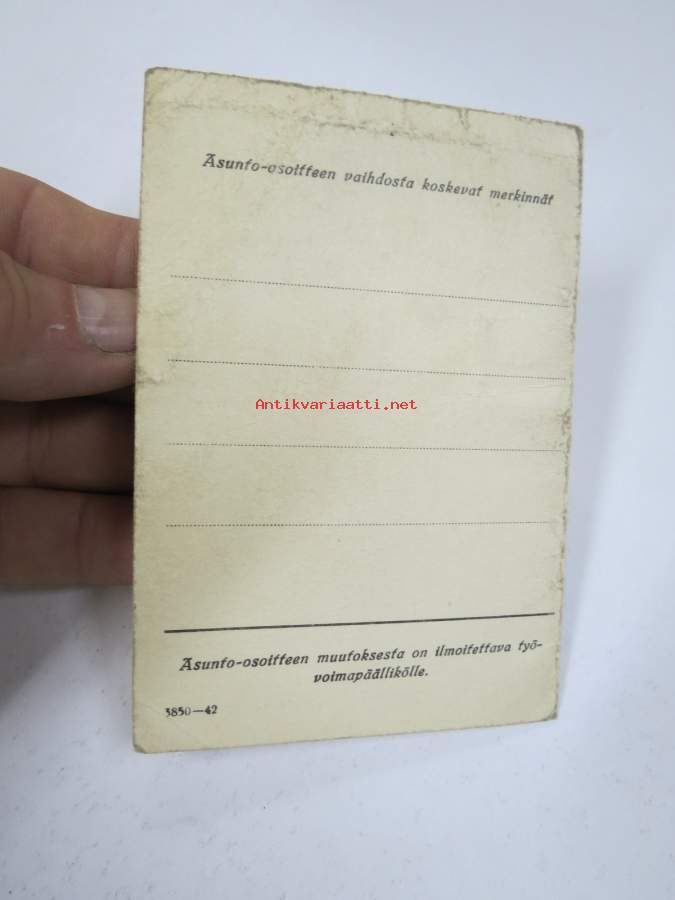 Asunto-osoitteen vaihdosta koskevat merkinnät
Antikvariaatti.net
Asunto-osoitteen muutoksesta on ilmoitettava työ-
voimapäällikölle.
3850—42